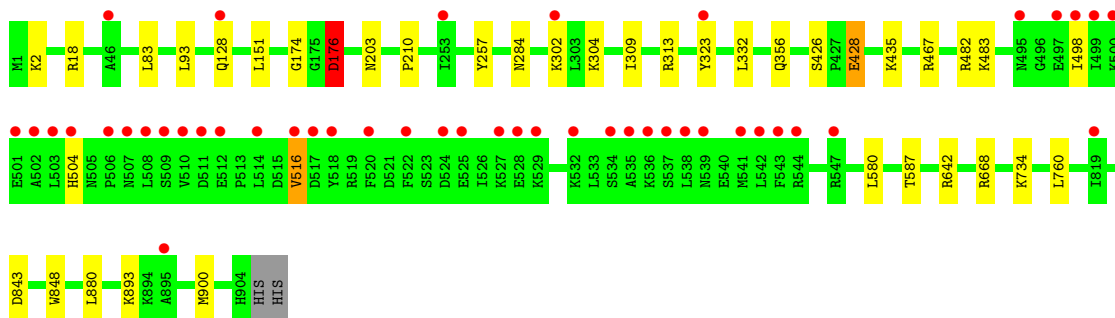 M1 K2 R18 A46 L83 L93 Q128 L151 G174 G175 D176 N203 P210 I253 Y257 N284 K302 L303 K304 I309 R313 Y323 L332 Q356 S426 P427 E428 K435 R467 R482 K483 N495 G496 E497 I498 I499 K500
E501 A502 L503 H504 N505 P506 N507 L508 S509 V510 D511 E512 P513 L514 D515 V516 D517 Y518 R519 F520 D521 F522 S523 D524 E525 I526 K527 E528 K529 K532 L533 S534 A535 K536 S537 L538 N539 E540 M541 L542 F543 R544 R547 L580 T587 R642 R668 K734 L760 I819
D843 W848 L880 K893 K894 A895 M900 H904 HIS HIS